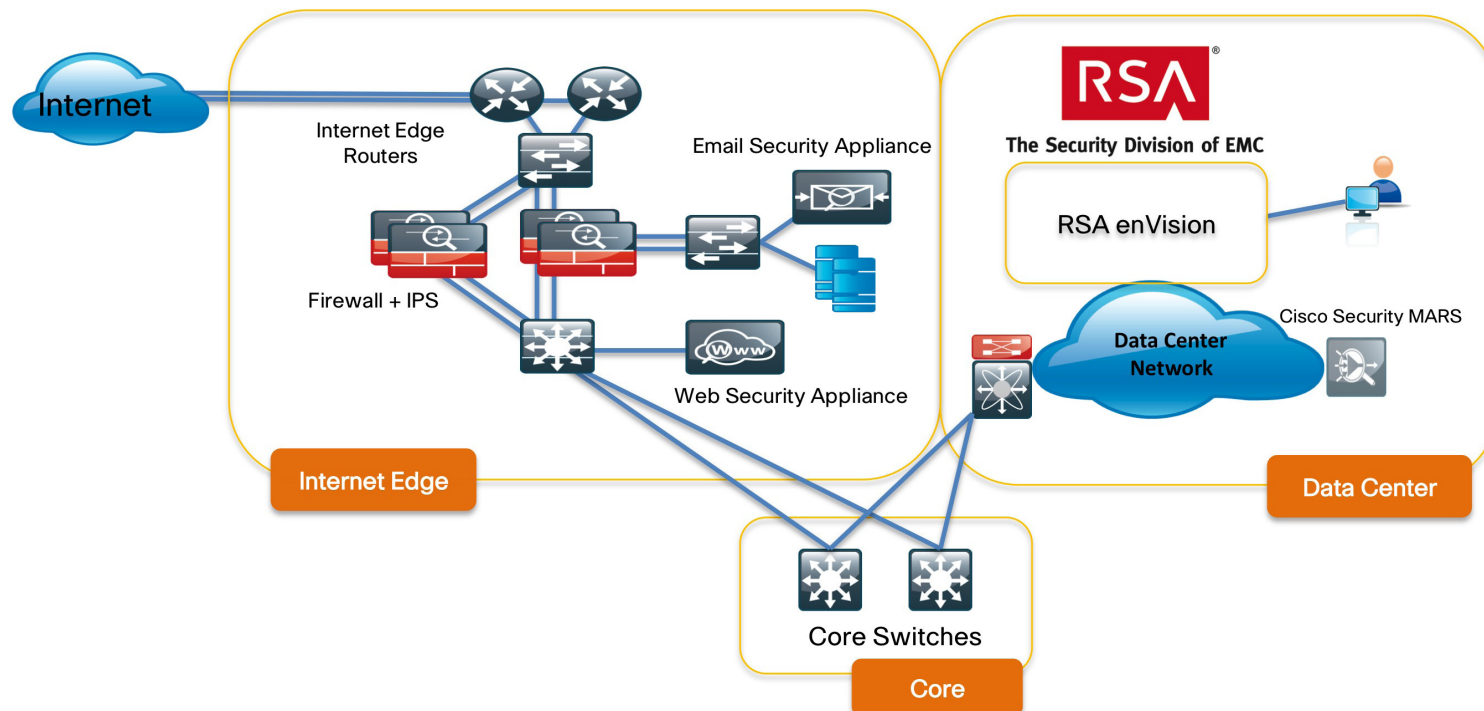 Internet
Internet Edge
Routers
Email Security Appliance
Firewall + IPS
Www
Web Security Appliance
Internet Edge
RSA®
The Security Division of EMC
RSA enVision
Cisco Security MARS
Data Center
Network
Data Center
Core Switches
Core